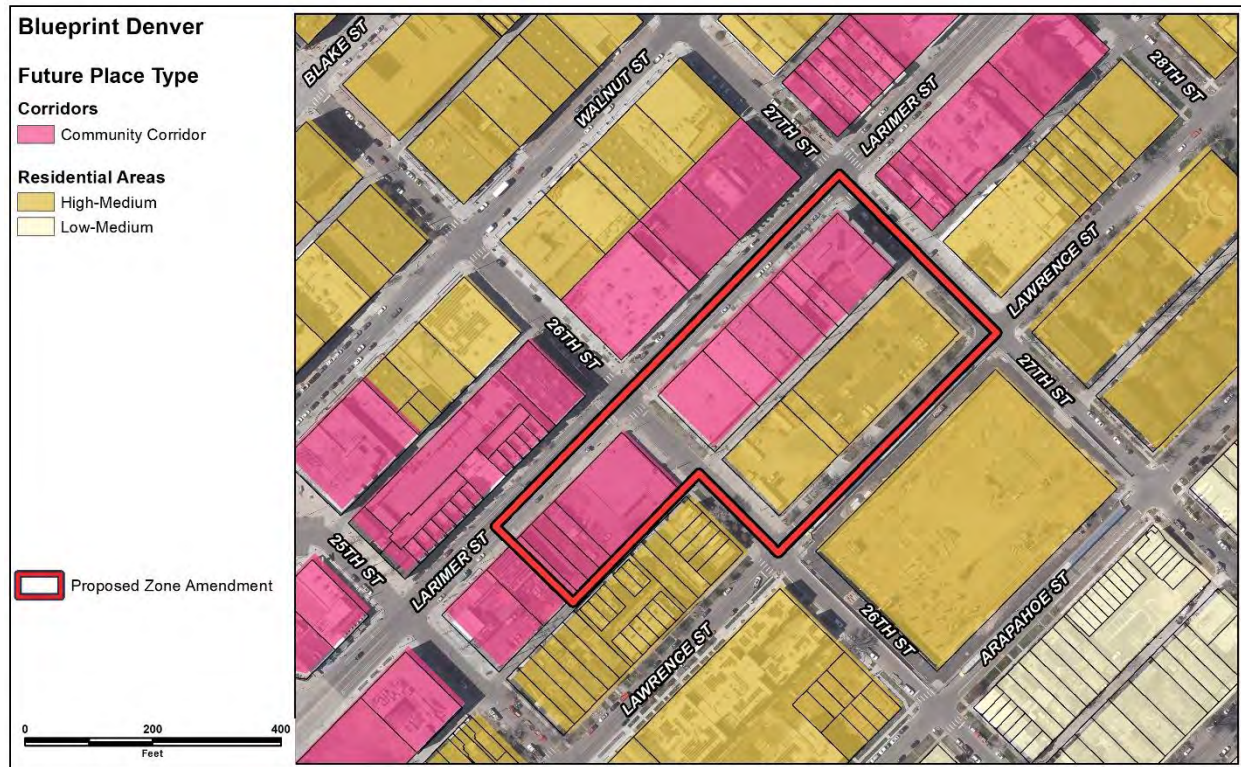 Blueprint Denver
Future Place Type
Corridors
Community Corridor
Residential Areas
High-Medium
Low-Medium
Proposed Zone Amendment
0 200 400
Feet
BLAKE ST
WALNUT ST
27TH ST
LARIMER ST
28TH ST
26TH ST
LAWRENCE ST
27TH ST
25TH ST
LARIMER ST
LAWRENCE ST
26TH ST
ARAPAHOE ST